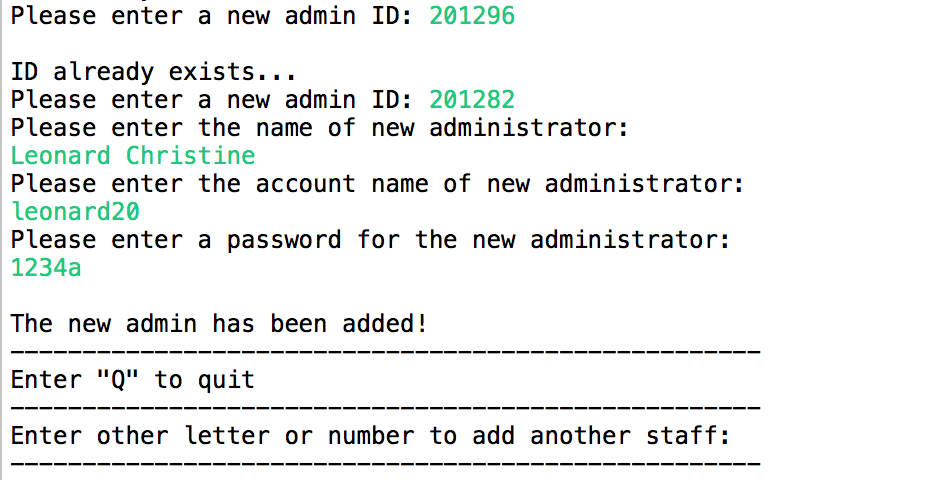 Please enter a new admin ID: 201296
ID already exists...
Please enter a new admin ID: 201282
Please enter the name of new administrator:
Leonard Christine
Please enter the account name of new administrator:
leonard20
Please enter a password for the new administrator:
1234a
The new admin has been added!
----------------------------------------------------
Enter "Q" to quit
----------------------------------------------------
Enter other letter or number to add another staff:
----------------------------------------------------